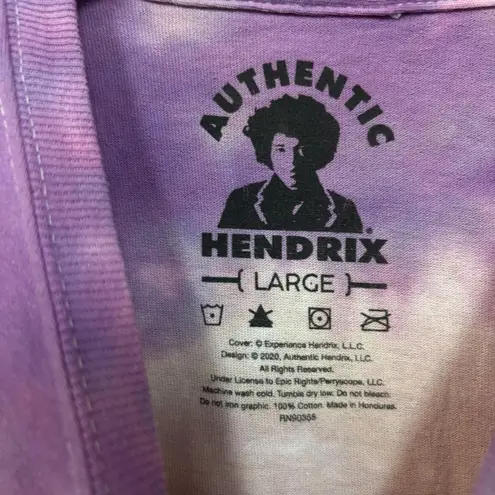 AUTHENTIC
HENDRIX®
LARGE
Cover: © Experience Hendrix, L.L.C.
Design: © 2020, Authentic Hendrix, LLC.
All Rights Reserved.
Under License to Epic Rights/Perryscope, LLC.
Machine wash cold. Tumble dry low. Do not bleach.
Do not iron graphic. 100% Cotton. Made in Honduras.
RN90355